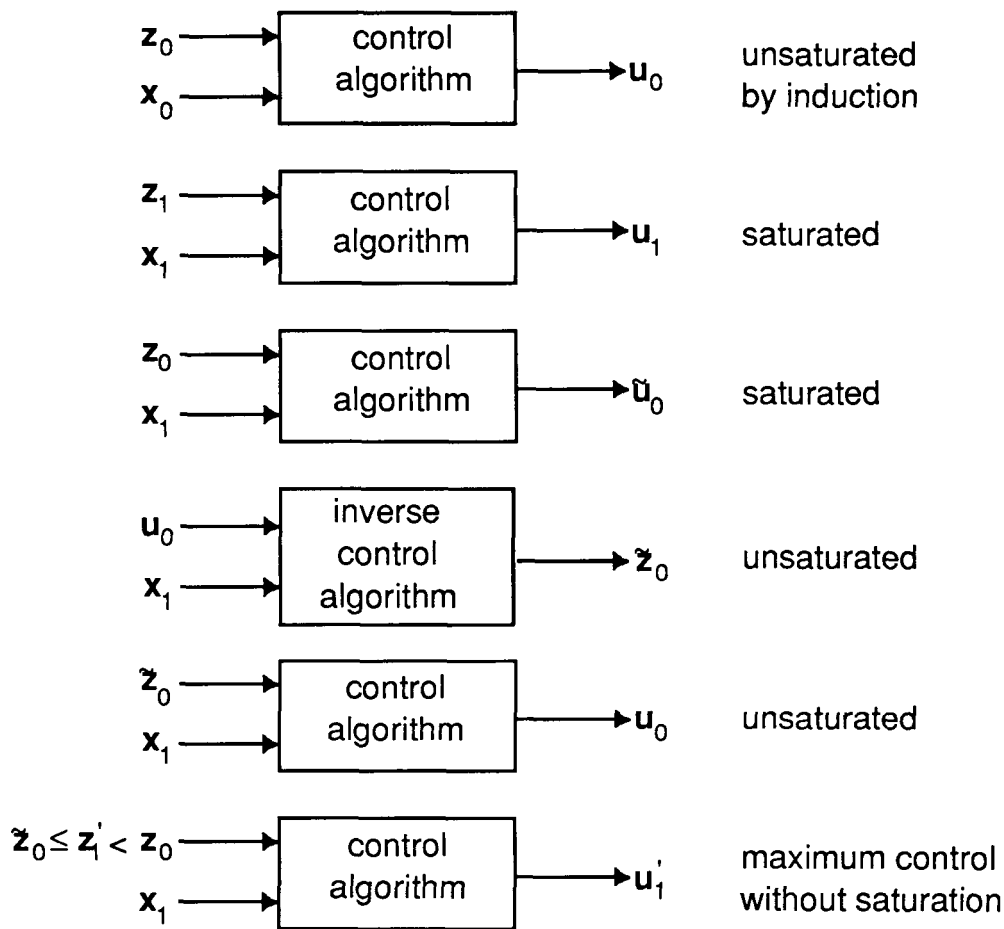 z₀
x₀
control
algorithm
u₀
unsaturated
by induction
z₁
x₁
control
algorithm
u₁
saturated
z₀
x₁
control
algorithm
ũ₀
saturated
u₀
x₁
inverse
control
algorithm
z̃₀
unsaturated
z̃₀
x₁
control
algorithm
u₀
unsaturated
z̃₀ ≤ z₁' < z₀
x₁
control
algorithm
u₁'
maximum control
without saturation